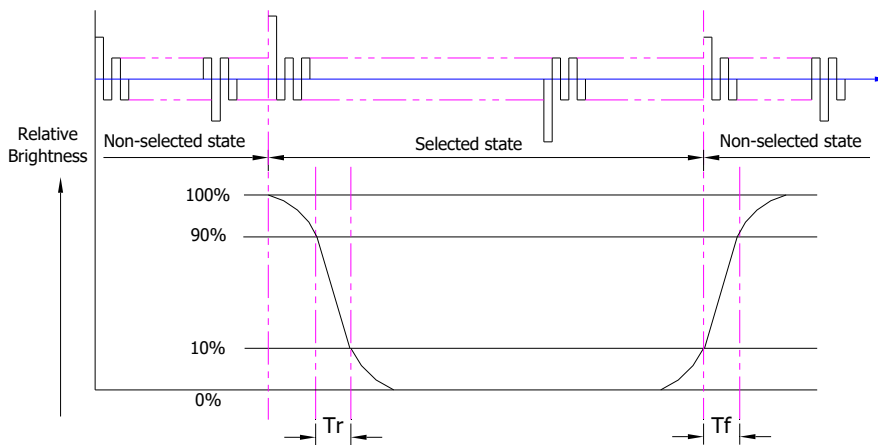 Relative
Brightness
Non-selected state
Selected state
Non-selected state
100%
90%
10%
0%
Tr
Tf